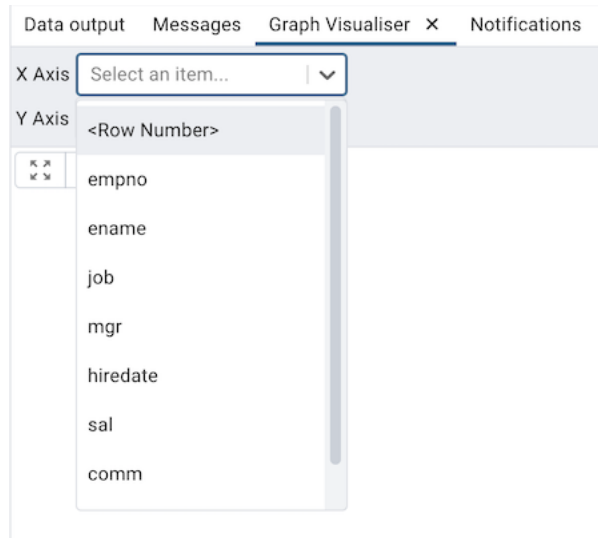 Data output Messages Graph Visualiser × Notifications
X Axis Select an item...
Y Axis
<Row Number>
empno
ename
job
mgr
hiredate
sal
comm